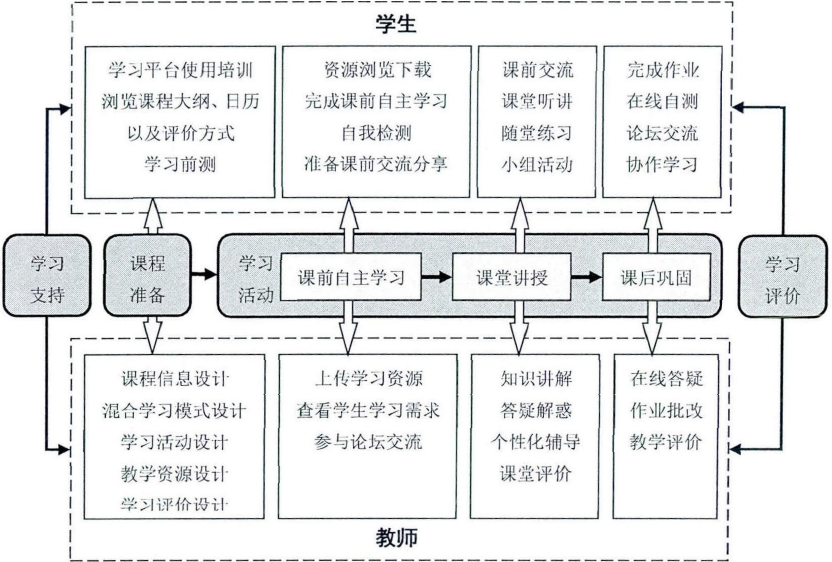 学生
学习平台使用培训
浏览课程大纲、日历
以及评价方式
学习前测
资源浏览下载
完成课前自主学习
自我检测
准备课前交流分享
课前交流
课堂听讲
随堂练习
小组活动
完成作业
在线自测
论坛交流
协作学习
学习
支持
课程
准备
学习
活动
课前自主学习
课堂讲授
课后巩固
学习
评价
课程信息设计
混合学习模式设计
学习活动设计
教学资源设计
学习评价设计
上传学习资源
查看学生学习需求
参与论坛交流
知识讲解
答疑解惑
个性化辅导
课堂评价
在线答疑
作业批改
教学评价
教师